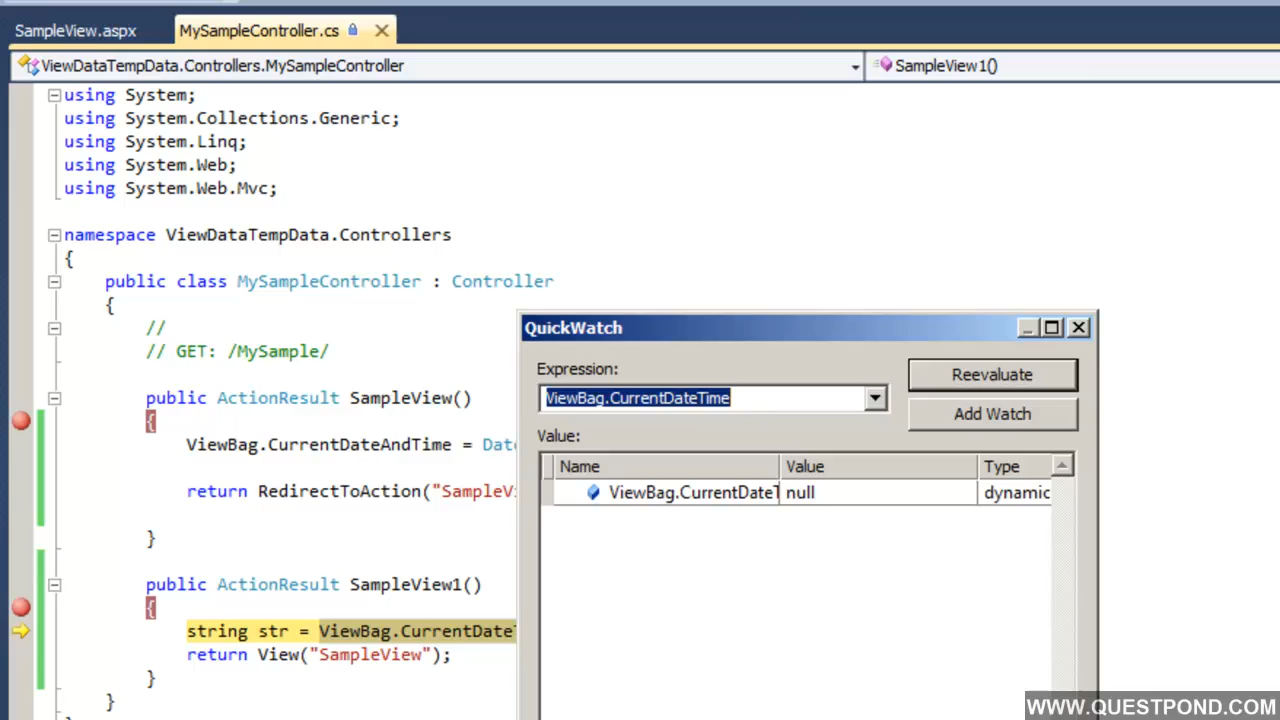 SampleView.aspx MySampleController.cs
ViewDataTempData.Controllers.MySampleController SampleView1()
using System;
using System.Collections.Generic;
using System.Linq;
using System.Web;
using System.Web.Mvc;
namespace ViewDataTempData.Controllers
{
public class MySampleController : Controller
{
//
// GET: /MySample/
public ActionResult SampleView()
{
ViewBag.CurrentDateAndTime = Date
return RedirectToAction("SampleVi
}
public ActionResult SampleView1()
{
string str = ViewBag.CurrentDateT
return View("SampleView");
}
}
QuickWatch
Expression:
Reevaluate
ViewBag.CurrentDateTime
Add Watch
Value:
Name Value Type
ViewBag.CurrentDateT null dynamic
WWW.QUESTPOND.COM